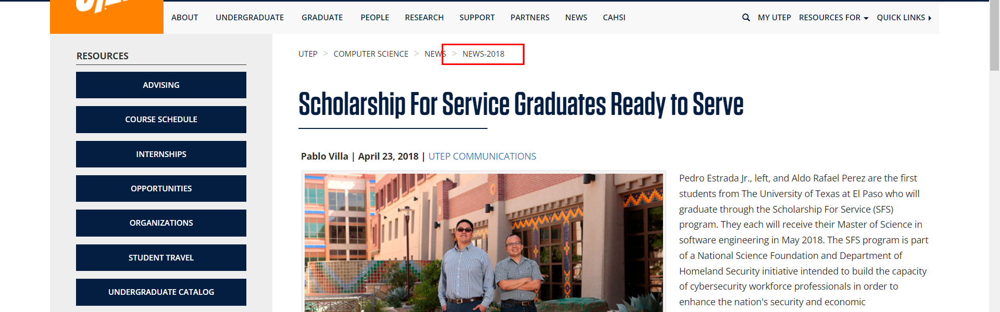 ABOUT UNDERGRADUATE GRADUATE PEOPLE RESEARCH SUPPORT PARTNERS NEWS CAHSI MY UTEP RESOURCES FOR QUICK LINKS
RESOURCES
ADVISING
COURSE SCHEDULE
INTERNSHIPS
OPPORTUNITIES
ORGANIZATIONS
STUDENT TRAVEL
UNDERGRADUATE CATALOG
UTEP > COMPUTER SCIENCE > NEWS > NEWS-2018
Scholarship For Service Graduates Ready to Serve
Pablo Villa | April 23, 2018 | UTEP COMMUNICATIONS
Pedro Estrada Jr., left, and Aldo Rafael Perez are the first
students from The University of Texas at El Paso who will
graduate through the Scholarship For Service (SFS)
program. They each will receive their Master of Science in
software engineering in May 2018. The SFS program is part
of a National Science Foundation and Department of
Homeland Security initiative intended to build the capacity
of cybersecurity workforce professionals in order to
enhance the nation's security and economic